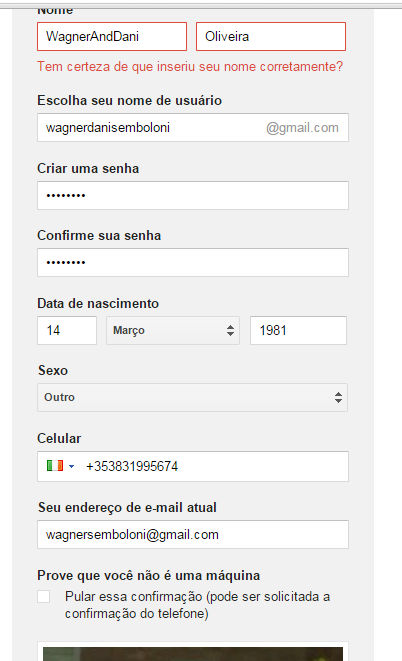 Nome
WagnerAndDani Oliveira
Tem certeza de que inseriu seu nome corretamente?
Escolha seu nome de usuário
wagnerdanisemboloni @gmail.com
Criar uma senha
••••••••
Confirme sua senha
••••••••
Data de nascimento
14 Março 1981
Sexo
Outro
Celular
+353831995674
Seu endereço de e-mail atual
wagnersemboloni@gmail.com
Prove que você não é uma máquina
Pular essa confirmação (pode ser solicitada a
confirmação do telefone)